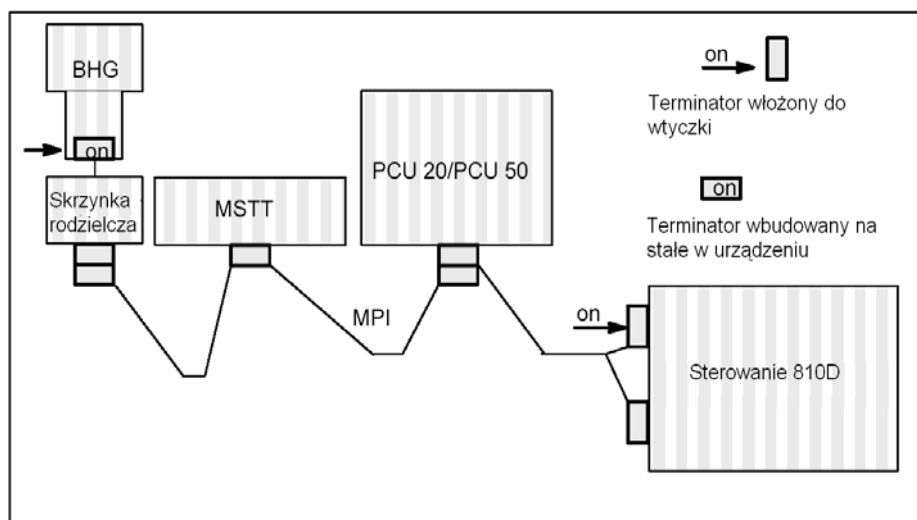 BHG
on
Skrzynka
rodzielcza
MSTT
PCU 20/PCU 50
MPI
on
Terminator włożony do
wtyczki
on
Terminator wbudowany na
stałe w urządzeniu
on
Sterowanie 810D